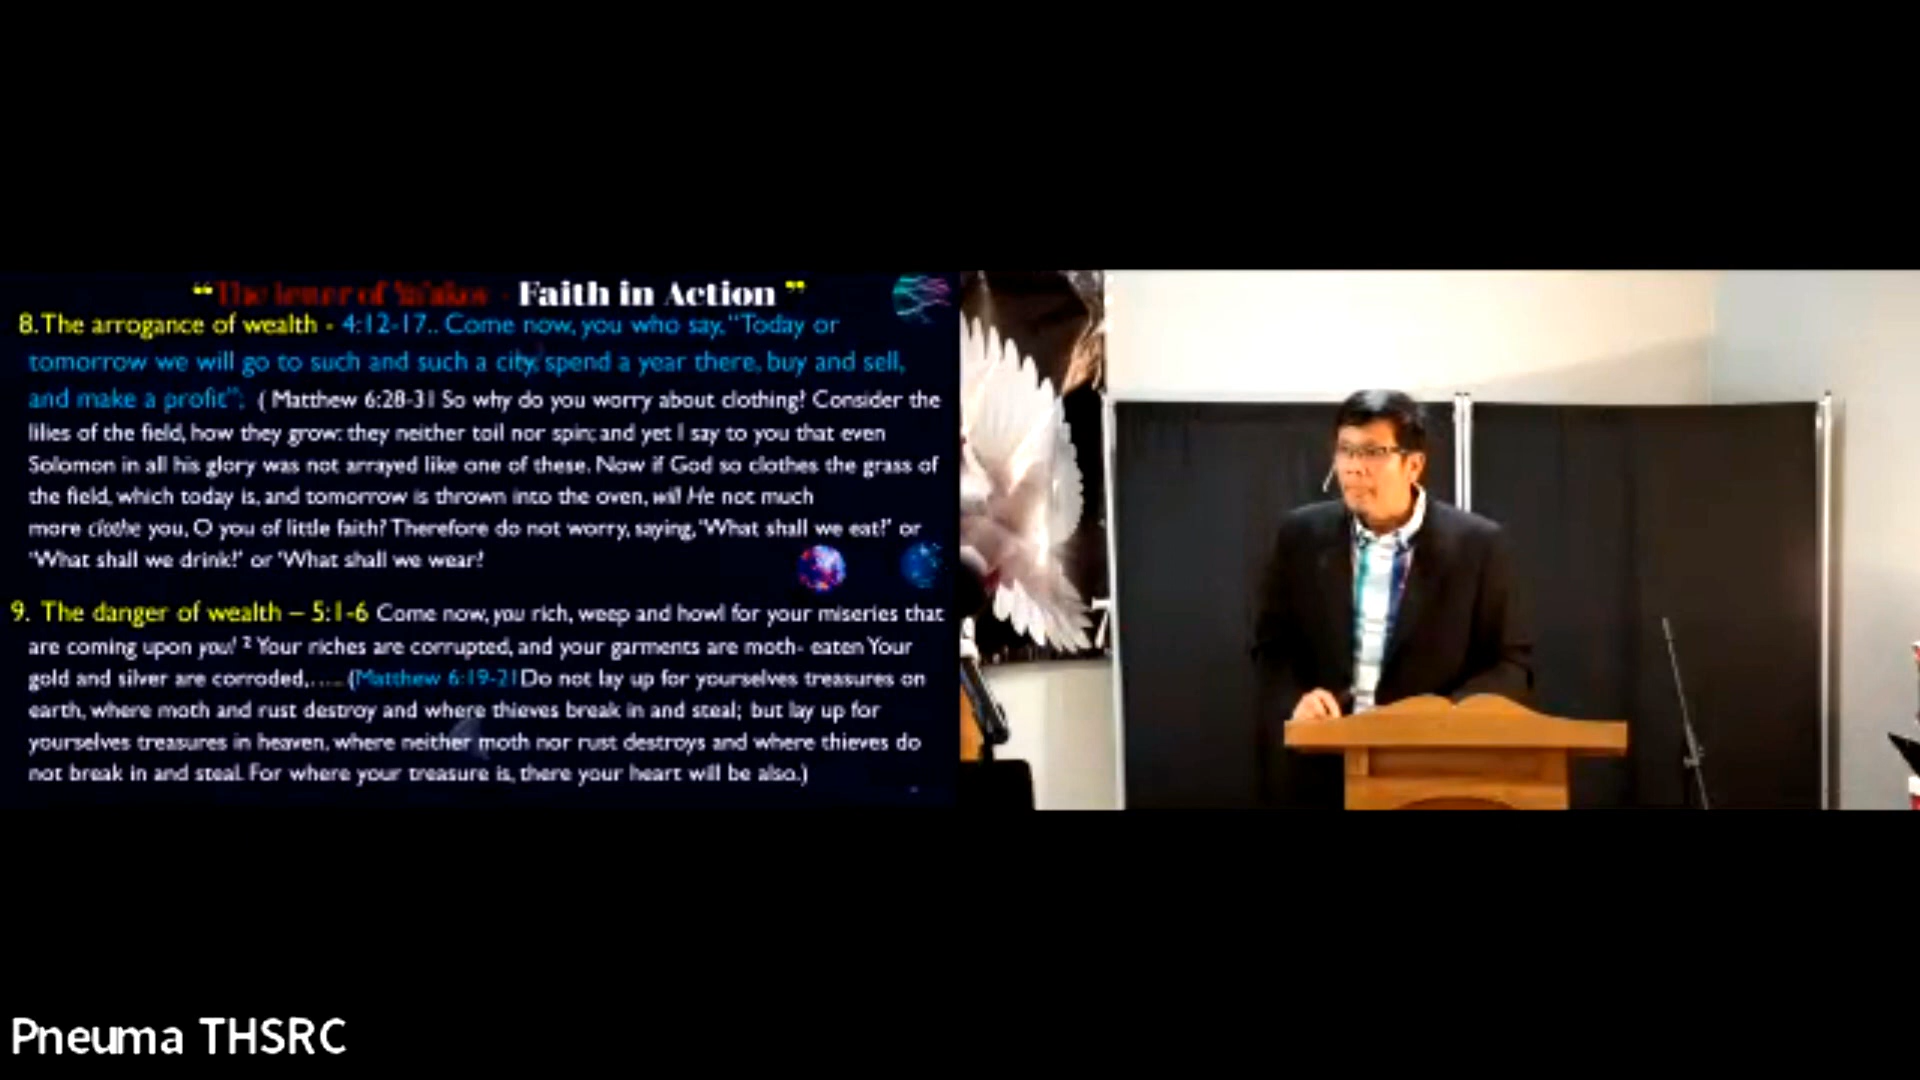 “The letter of Ya'akov - Faith in Action ”
8.The arrogance of wealth - 4:12-17.. Come now, you who say, “Today or
tomorrow we will go to such and such a city, spend a year there, buy and sell,
and make a profit”; ( Matthew 6:28-31 So why do you worry about clothing? Consider the
lilies of the field, how they grow: they neither toil nor spin; and yet I say to you that even
Solomon in all his glory was not arrayed like one of these. Now if God so clothes the grass of
the field, which today is, and tomorrow is thrown into the oven, will He not much
more clothe you, O you of little faith? Therefore do not worry, saying, ‘What shall we eat?’ or
‘What shall we drink?’ or ‘What shall we wear?
9. The danger of wealth – 5:1-6 Come now, you rich, weep and howl for your miseries that
are coming upon you! ² Your riches are corrupted, and your garments are moth- eaten Your
gold and silver are corroded,..... (Matthew 6:19-21 Do not lay up for yourselves treasures on
earth, where moth and rust destroy and where thieves break in and steal; but lay up for
yourselves treasures in heaven, where neither moth nor rust destroys and where thieves do
not break in and steal. For where your treasure is, there your heart will be also.)
Pneuma THSRC